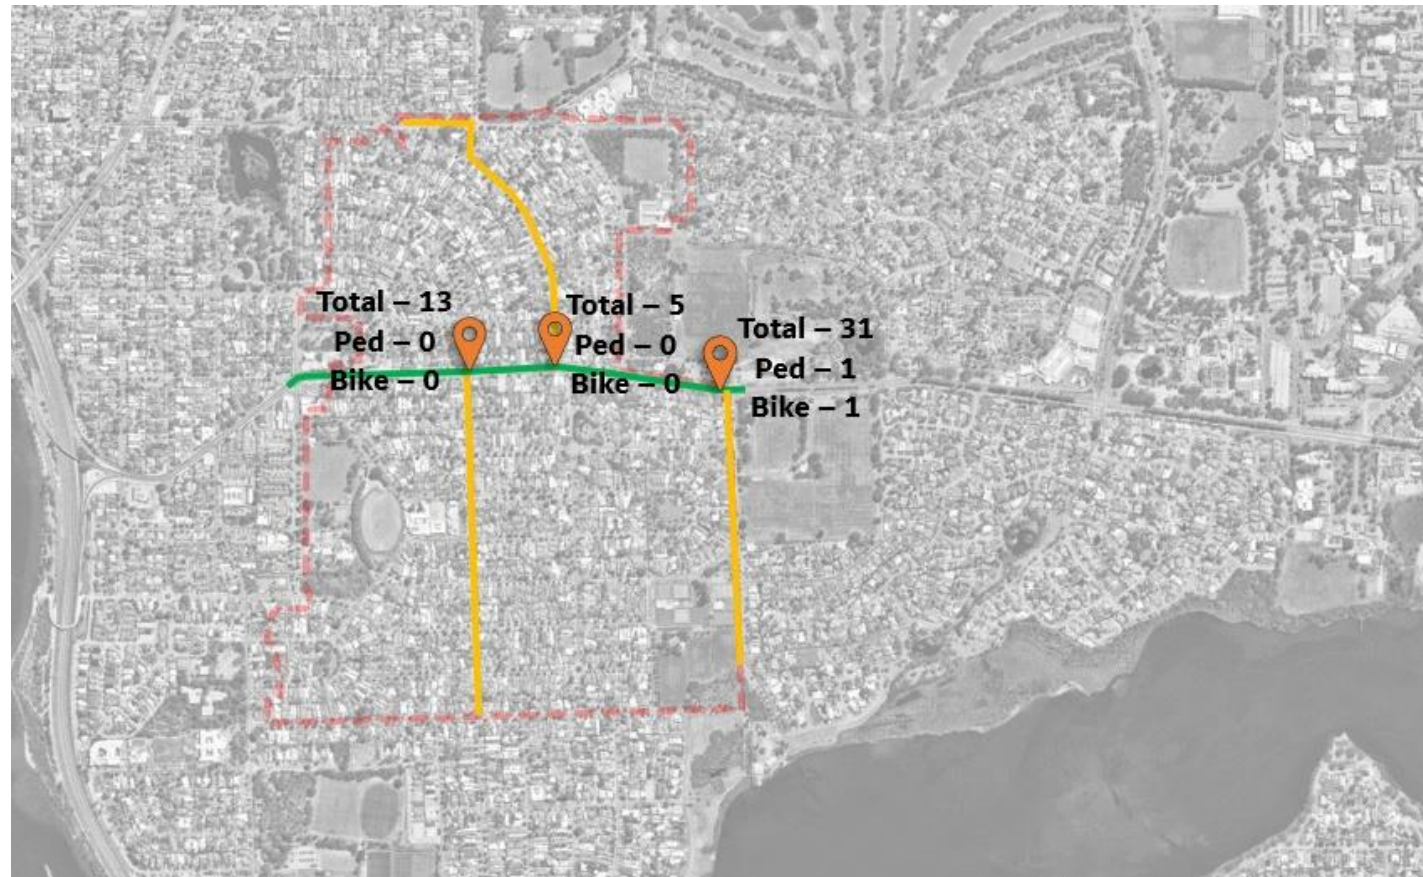 Total – 13
Ped – 0
Bike – 0
Total – 5
Ped – 0
Bike – 0
Total – 31
Ped – 1
Bike – 1